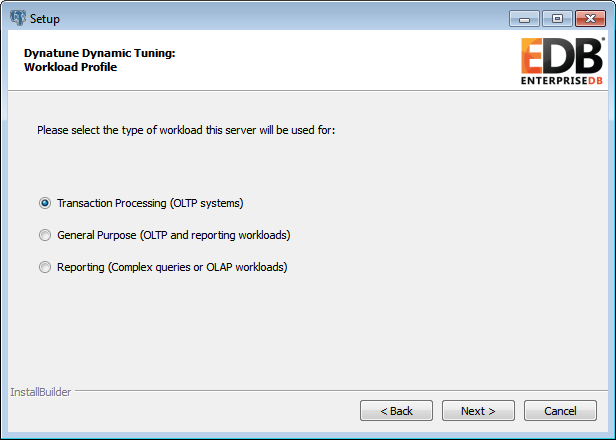 Setup
Dynatune Dynamic Tuning:
Workload Profile
EDB
ENTERPRISEDB
Please select the type of workload this server will be used for:
Transaction Processing (OLTP systems)
General Purpose (OLTP and reporting workloads)
Reporting (Complex queries or OLAP workloads)
InstallBuilder
< Back Next > Cancel